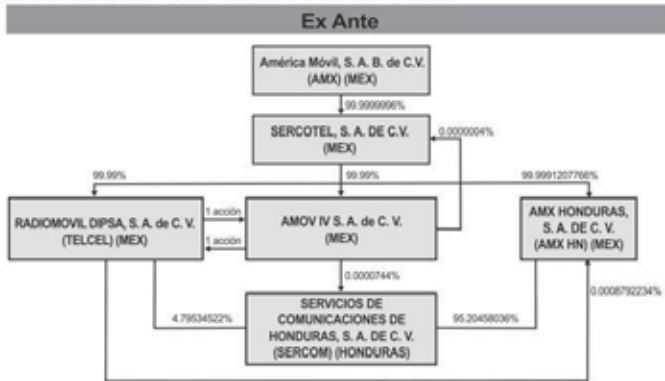 Ex Ante
América Móvil, S. A. B. de C.V.
(AMX) (MEX)
99.9999996%
SERCOTEL, S. A. DE C.V.
(MEX)
0.0000004%
99.99%
99.99%
99.9991207766%
RADIOMOVIL DIPSA, S. A. de C. V.
(TELCEL) (MEX)
1 acción
1 acción
AMOV IV S. A. de C. V.
(MEX)
AMX HONDURAS,
S. A. DE C. V.
(AMX HN) (MEX)
0.0000744%
0.0008792234%
4.79534522%
SERVICIOS DE
COMUNICACIONES DE
HONDURAS, S. A. DE C. V.
(SERCOM) (HONDURAS)
95.20458036%